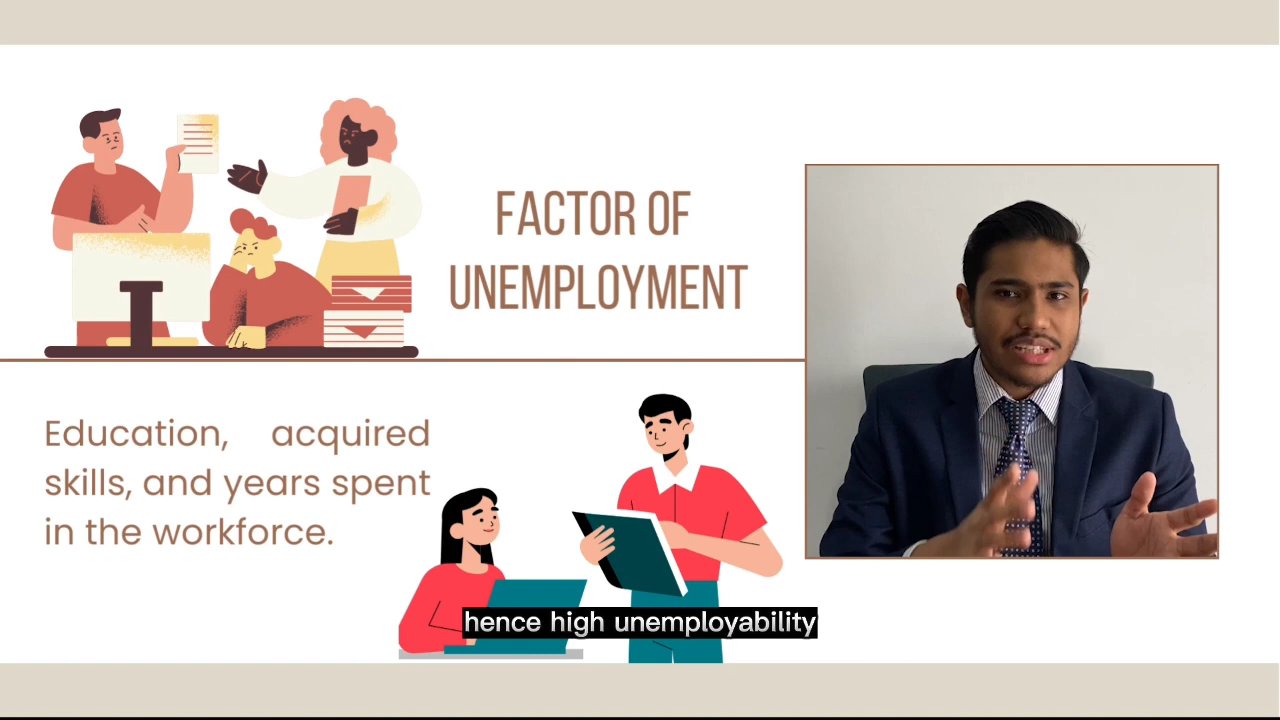 FACTOR OF
UNEMPLOYMENT
Education, acquired
skills, and years spent
in the workforce.
hence high unemployability